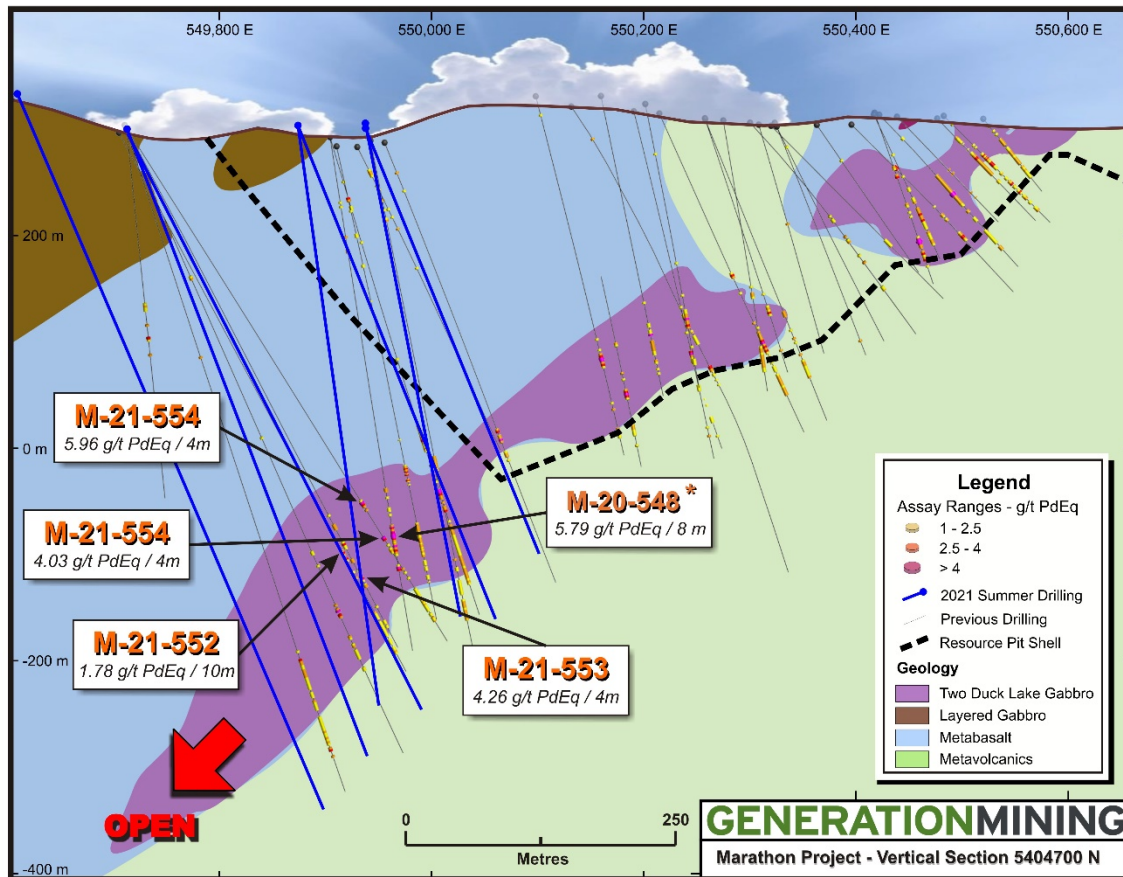 549,800 E
550,000 E
550,200 E
550,400 E
550,600 E
200 m
0 m
-200 m
-400 m
M-21-554
5.96 g/t PdEq / 4m
M-21-554
4.03 g/t PdEq / 4m
M-20-548*
5.79 g/t PdEq / 8 m
M-21-552
1.78 g/t PdEq / 10m
M-21-553
4.26 g/t PdEq / 4m
OPEN
Legend
Assay Ranges - g/t PdEq
1 - 2.5
2.5 - 4
> 4
2021 Summer Drilling
Previous Drilling
Resource Pit Shell
Geology
Two Duck Lake Gabbro
Layered Gabbro
Metabasalt
Metavolcanics
0
250
Metres
GENERATIONMINING
Marathon Project - Vertical Section 5404700 N